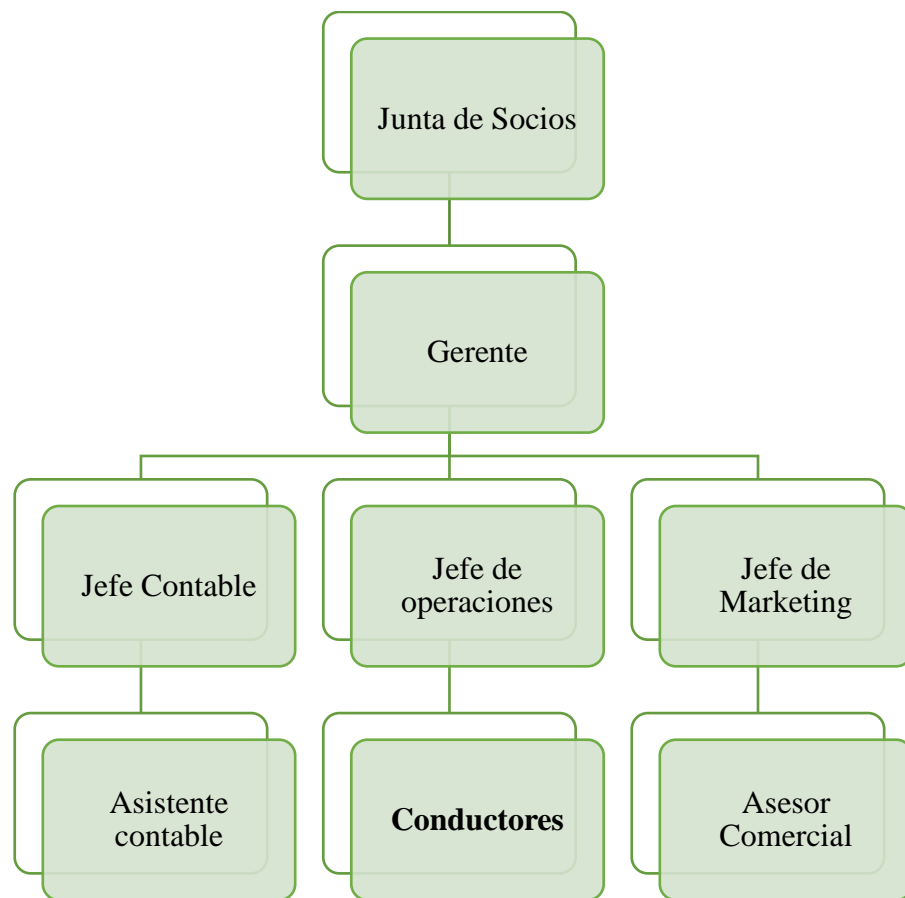 Junta de Socios
Gerente
Jefe Contable
Jefe de
operaciones
Jefe de
Marketing
Asistente
contable
Conductores
Asesor
Comercial